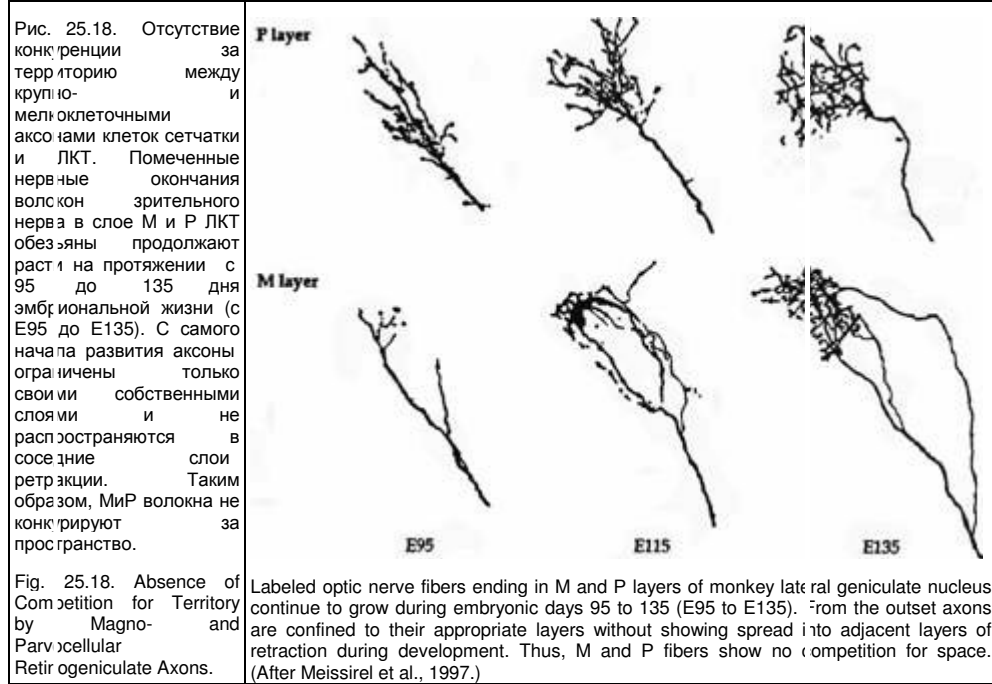 Рис. 25.18. Отсутствие
конкуренции за
территорию между
крупно- и
мелкоклеточными
аксонами клеток сетчатки
и ЛКТ. Помеченные
нервные окончания
волокон зрительного
нерва в слое М и Р ЛКТ
обезьяны продолжают
расти на протяжении с
95 до 135 дня
эмбриональной жизни (с
Е95 до Е135). С самого
начала развития аксоны
ограничены только
своими собственными
слоями и не
распространяются в
соседние слои
ретракции. Таким
образом, МиР волокна не
конкурируют за
пространство.
P layer
M layer
E95 E115 E135
Fig. 25.18. Absence of
Competition for Territory
by Magno- and
Parvocellular
Retinogeniculate Axons.
Labeled optic nerve fibers ending in M and P layers of monkey lateral geniculate nucleus
continue to grow during embryonic days 95 to 135 (E95 to E135). From the outset axons
are confined to their appropriate layers without showing spread into adjacent layers of
retraction during development. Thus, M and P fibers show no competition for space.
(After Meissirel et al., 1997.)